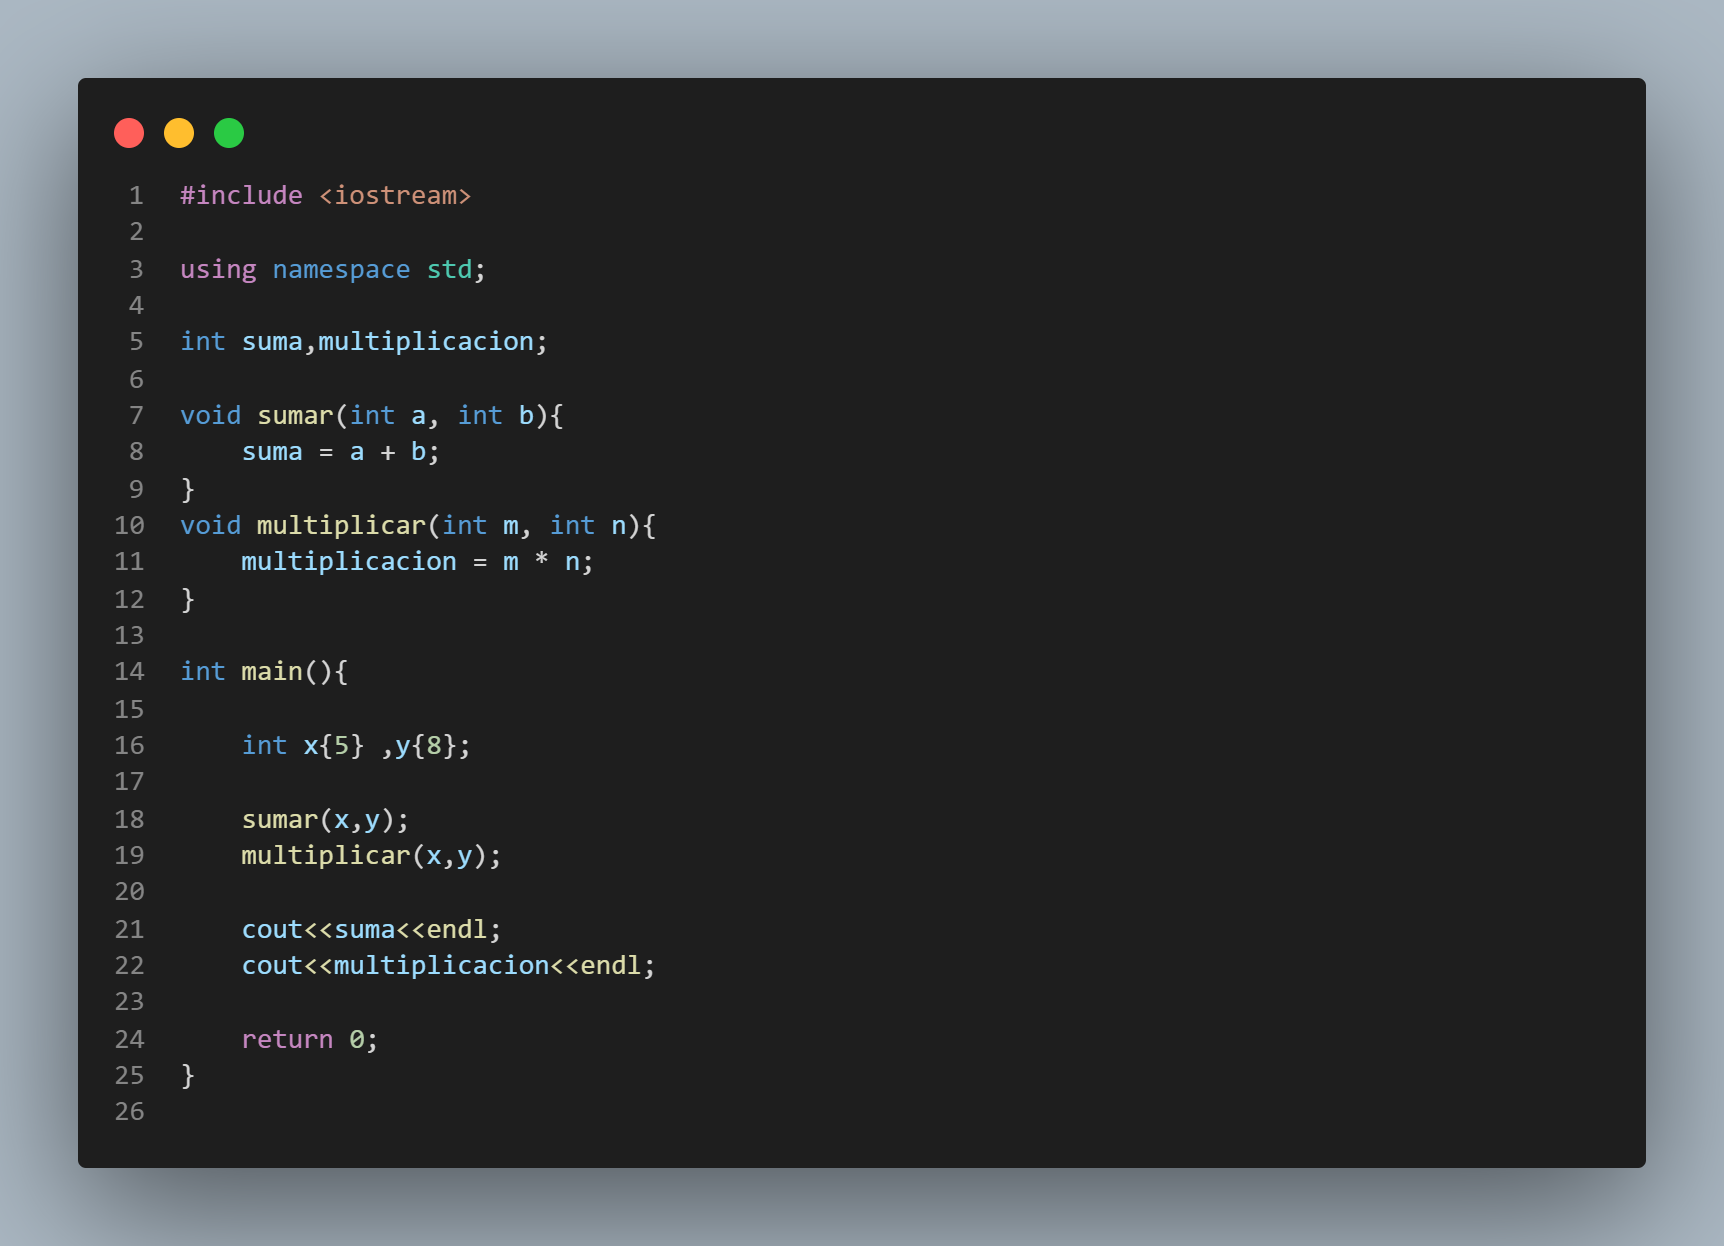 1 #include <iostream>
2
3 using namespace std;
4
5 int suma,multiplicacion;
6
7 void sumar(int a, int b){
8     suma = a + b;
9 }
10 void multiplicar(int m, int n){
11     multiplicacion = m * n;
12 }
13
14 int main(){
15
16     int x{5} ,y{8};
17
18     sumar(x,y);
19     multiplicar(x,y);
20
21     cout<<suma<<endl;
22     cout<<multiplicacion<<endl;
23
24     return 0;
25 }
26